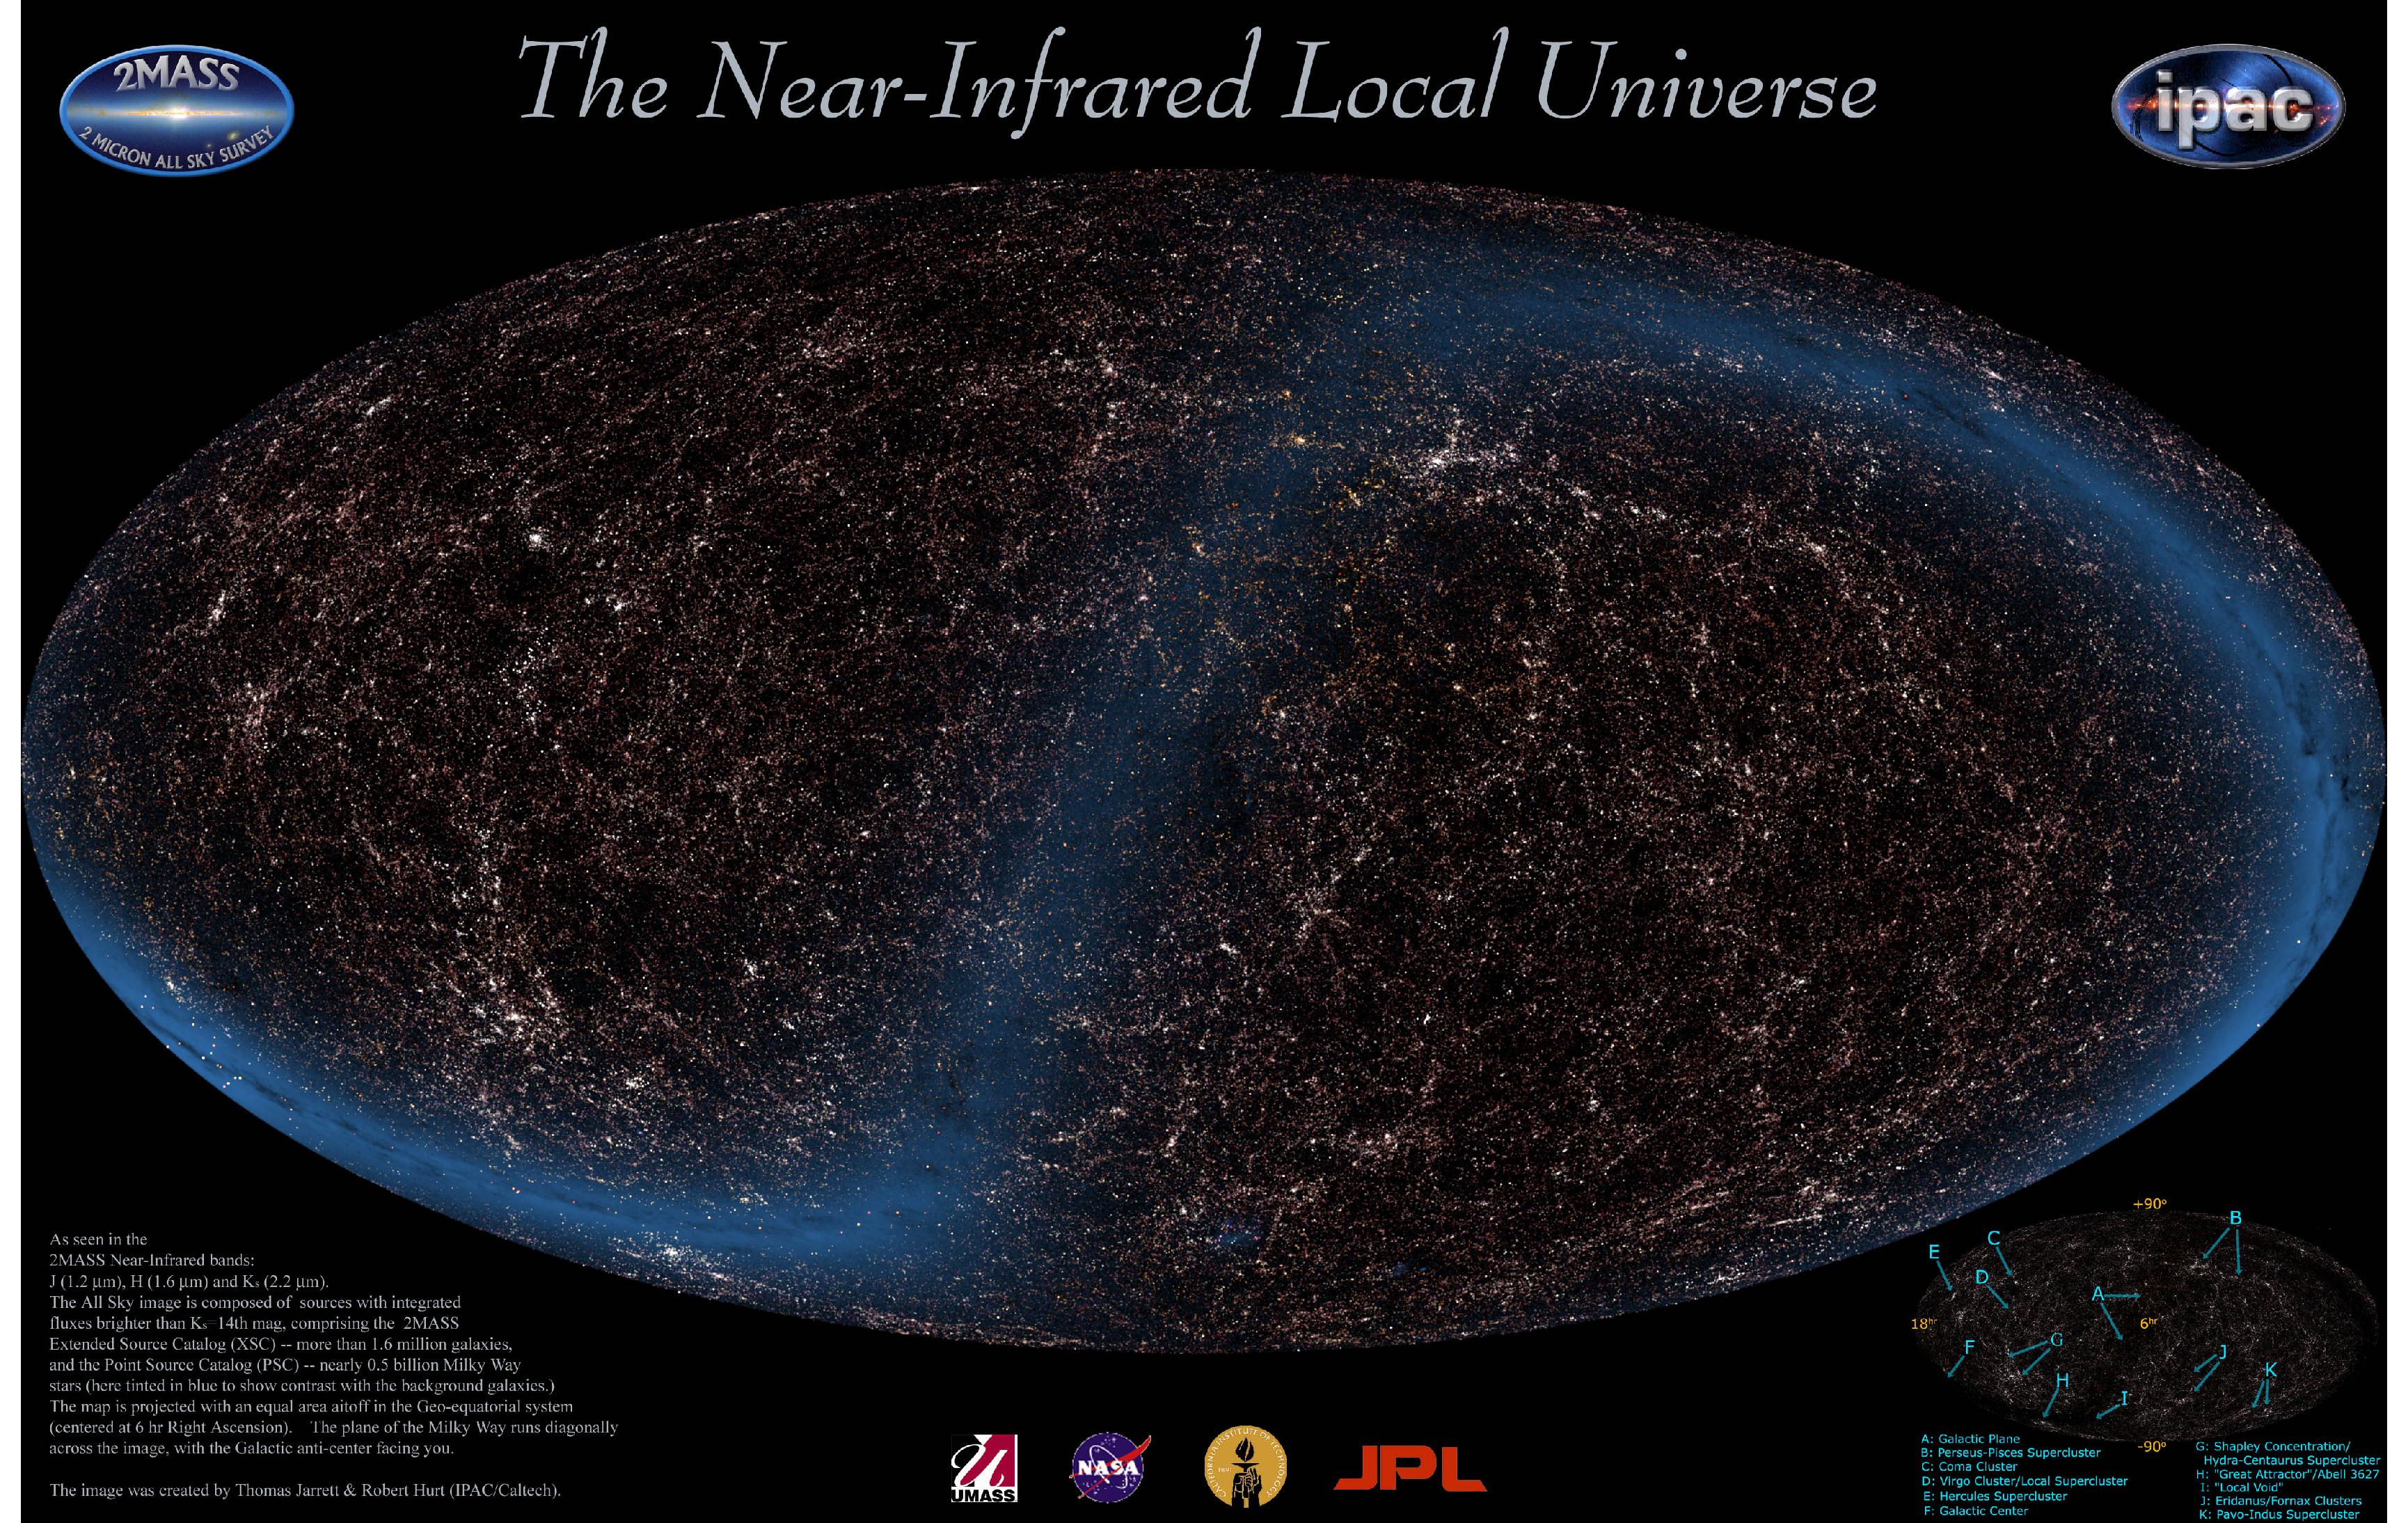 The Near-Infrared Local Universe
2MASS
2 MICRON ALL SKY SURVEY
ipac
As seen in the
2MASS Near-Infrared bands:
J (1.2 μm), H (1.6 μm) and Ks (2.2 μm).
The All Sky image is composed of sources with integrated
fluxes brighter than Ks=14th mag, comprising the 2MASS
Extended Source Catalog (XSC) -- more than 1.6 million galaxies,
and the Point Source Catalog (PSC) -- nearly 0.5 billion Milky Way
stars (here tinted in blue to show contrast with the background galaxies.)
The map is projected with an equal area aitoff in the Geo-equatorial system
(centered at 6 hr Right Ascension). The plane of the Milky Way runs diagonally
across the image, with the Galactic anti-center facing you.
The image was created by Thomas Jarrett & Robert Hurt (IPAC/Caltech).
UMASS
NASA
CALIFORNIA INSTITUTE OF TECHNOLOGY
JPL
+90°
B
C
E
D
A
18hr
6hr
G
F
J
K
H
I
-90°
A: Galactic Plane
B: Perseus-Pisces Supercluster
C: Coma Cluster
D: Virgo Cluster/Local Supercluster
E: Hercules Supercluster
F: Galactic Center
G: Shapley Concentration/
Hydra-Centaurus Supercluster
H: "Great Attractor"/Abell 3627
I: "Local Void"
J: Eridanus/Fornax Clusters
K: Pavo-Indus Supercluster